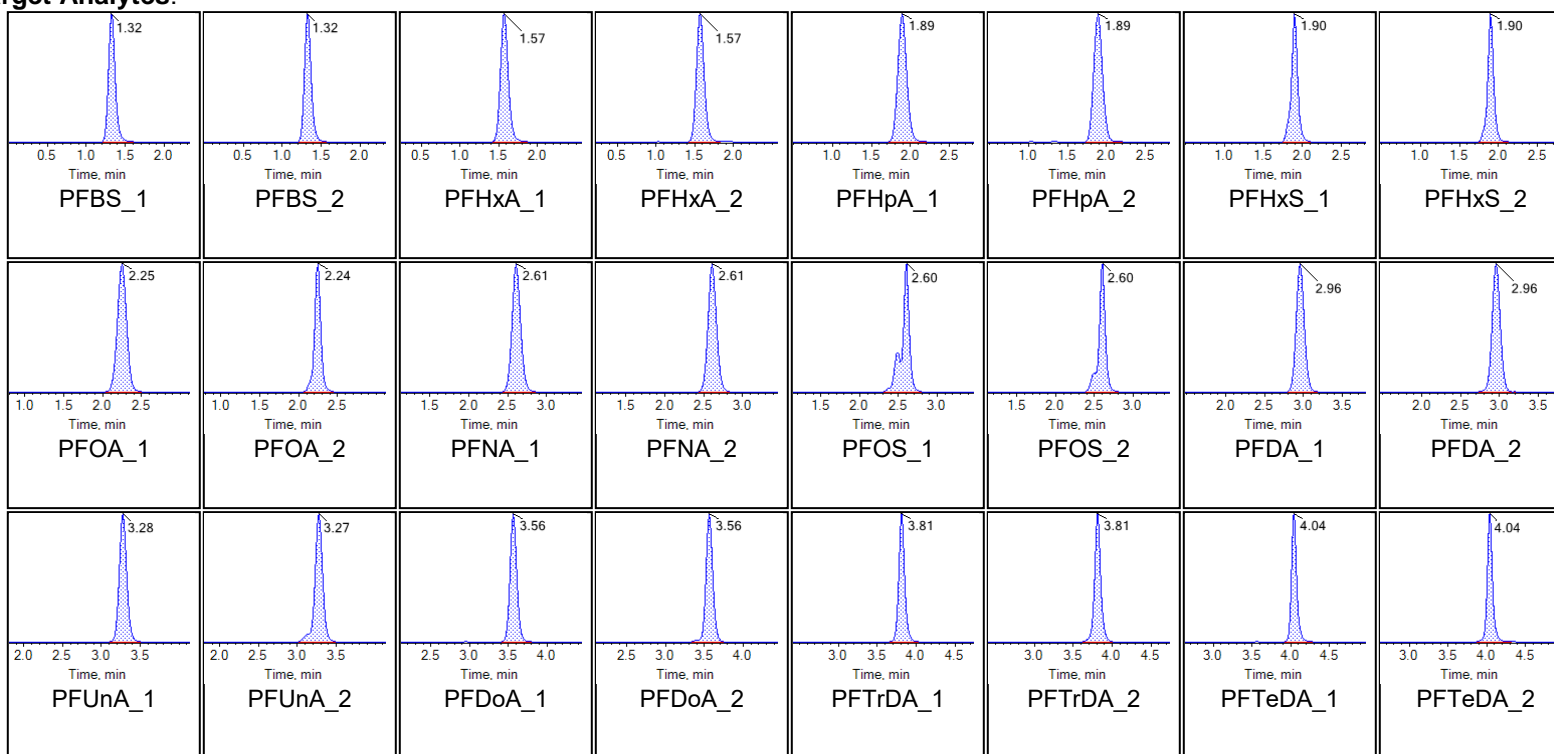 Target Analytes:
1.32 1.32 1.57 1.57 1.89 1.89 1.90 1.90
0.5 1.0 1.5 2.0 0.5 1.0 1.5 2.0 0.5 1.0 1.5 2.0 0.5 1.0 1.5 2.0 1.0 1.5 2.0 2.5 1.0 1.5 2.0 2.5 1.0 1.5 2.0 2.5 1.0 1.5 2.0 2.5
Time, min Time, min Time, min Time, min Time, min Time, min Time, min Time, min
PFBS_1 PFBS_2 PFHxA_1 PFHxA_2 PFHpA_1 PFHpA_2 PFHxS_1 PFHxS_2
2.25 2.24 2.61 2.61 2.60 2.60 2.96 2.96
1.0 1.5 2.0 2.5 1.0 1.5 2.0 2.5 1.5 2.0 2.5 3.0 1.5 2.0 2.5 3.0 1.5 2.0 2.5 3.0 1.5 2.0 2.5 3.0 2.0 2.5 3.0 3.5 2.0 2.5 3.0 3.5
Time, min Time, min Time, min Time, min Time, min Time, min Time, min Time, min
PFOA_1 PFOA_2 PFNA_1 PFNA_2 PFOS_1 PFOS_2 PFDA_1 PFDA_2
3.28 3.27 3.56 3.56 3.81 3.81 4.04 4.04
2.0 2.5 3.0 3.5 2.0 2.5 3.0 3.5 2.5 3.0 3.5 4.0 2.5 3.0 3.5 4.0 3.0 3.5 4.0 4.5 3.0 3.5 4.0 4.5 3.0 3.5 4.0 4.5 3.0 3.5 4.0 4.5
Time, min Time, min Time, min Time, min Time, min Time, min Time, min Time, min
PFUnA_1 PFUnA_2 PFDoA_1 PFDoA_2 PFTrDA_1 PFTrDA_2 PFTeDA_1 PFTeDA_2